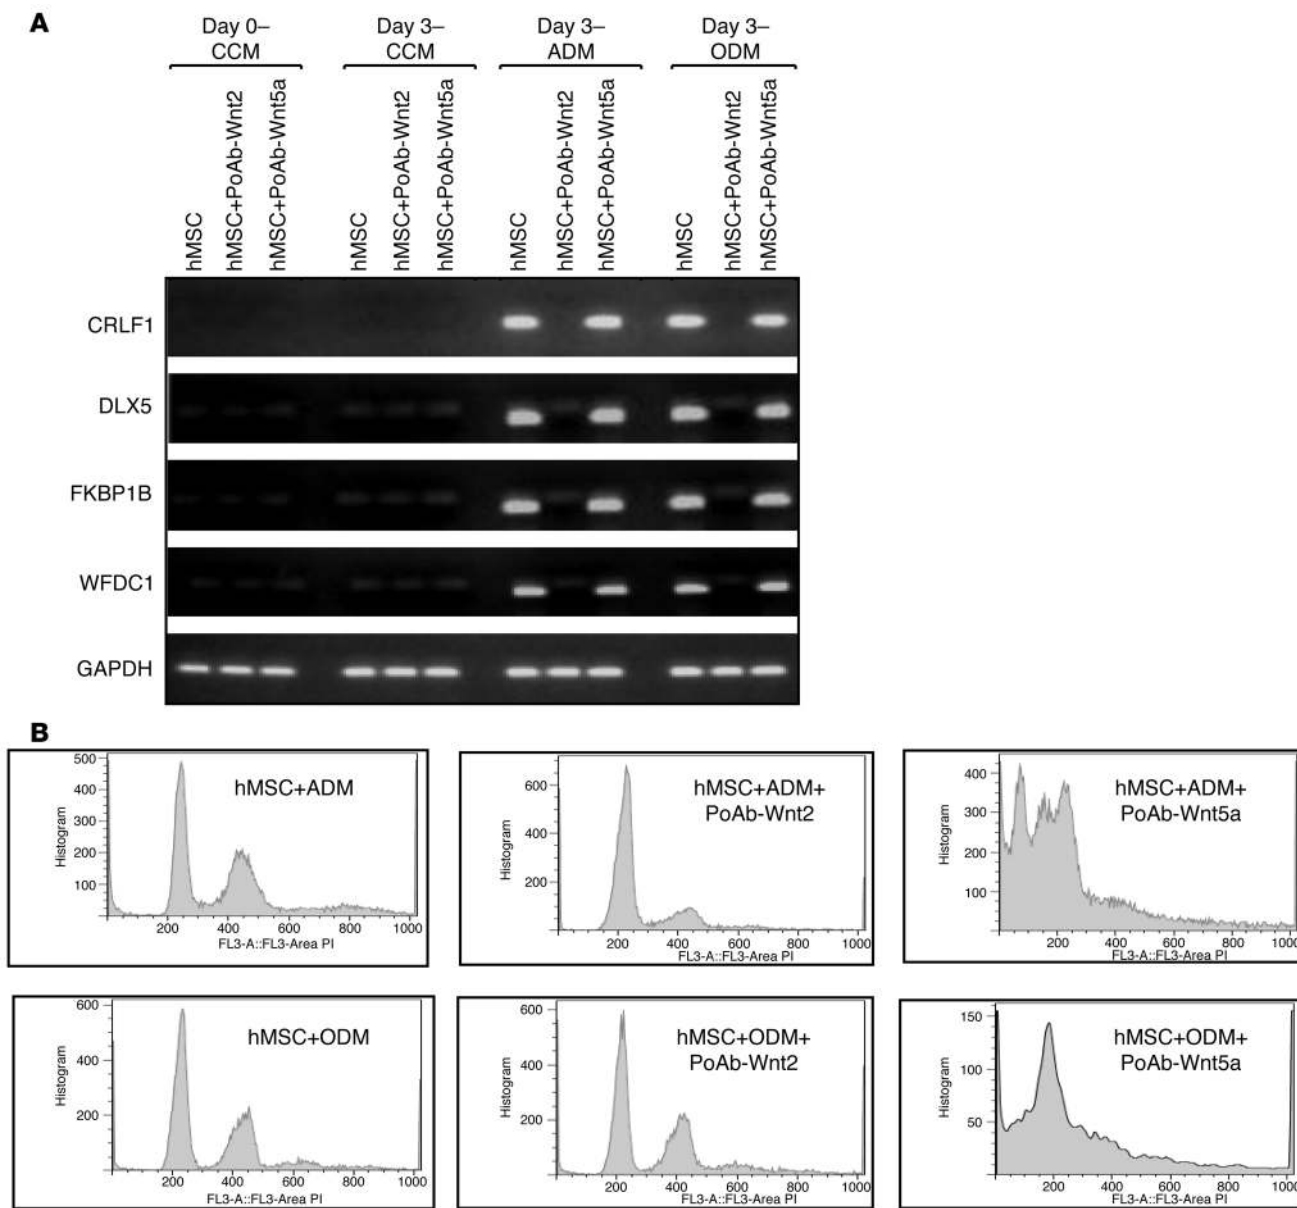 A
Day 0–
CCM
Day 3–
CCM
Day 3–
ADM
Day 3–
ODM
hMSC
hMSC+PoAb-Wnt2
hMSC+PoAb-Wnt5a
hMSC
hMSC+PoAb-Wnt2
hMSC+PoAb-Wnt5a
hMSC
hMSC+PoAb-Wnt2
hMSC+PoAb-Wnt5a
hMSC
hMSC+PoAb-Wnt2
hMSC+PoAb-Wnt5a
CRLF1
DLX5
FKBP1B
WFDC1
GAPDH
B
hMSC+ADM
Histogram
500
400
300
200
100
200 400 600 800 1000
FL3-A::FL3-Area PI
hMSC+ADM+
PoAb-Wnt2
Histogram
600
400
200
200 400 600 800 1000
FL3-A::FL3-Area PI
hMSC+ADM+
PoAb-Wnt5a
Histogram
400
300
200
100
200 400 600 800 1000
FL3-A::FL3-Area PI
hMSC+ODM
Histogram
600
400
200
200 400 600 800 1000
FL3-A::FL3-Area PI
hMSC+ODM+
PoAb-Wnt2
Histogram
600
400
200
200 400 600 800 1000
FL3-A::FL3-Area PI
hMSC+ODM+
PoAb-Wnt5a
Histogram
150
100
50
200 400 600 800 1000
FL3-A::FL3-Area PI